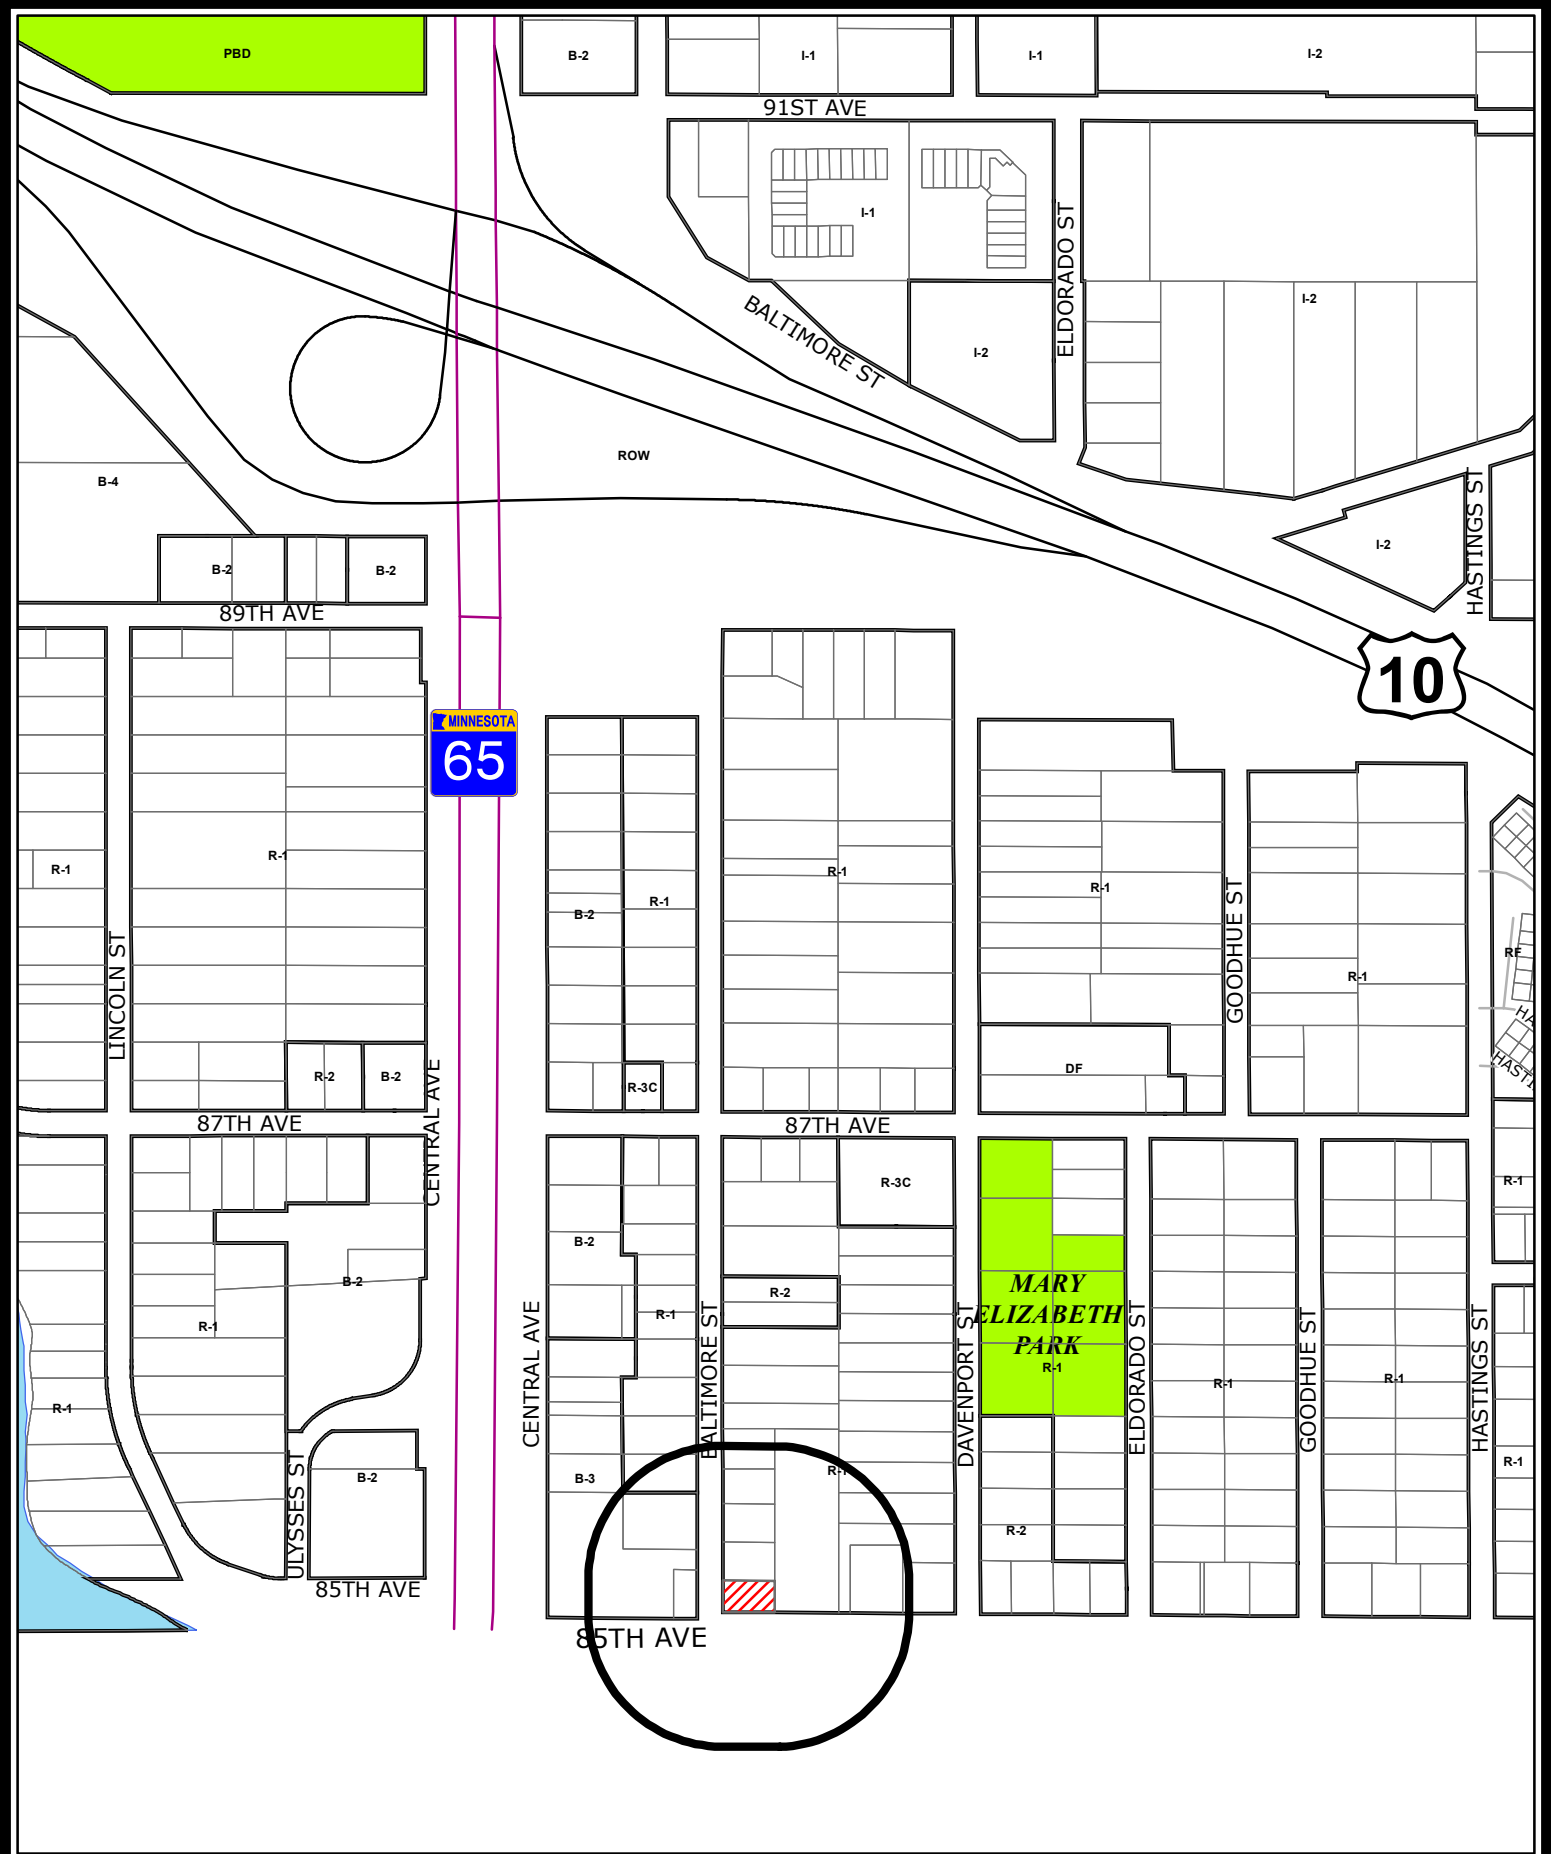 PBD
B-2
I-1
I-1
I-2
91ST AVE
I-1
ELDORADO ST
I-2
BALTIMORE ST
I-2
ROW
B-4
HASTINGS ST
I-2
B-2
B-2
89TH AVE
10
MINNESOTA
65
R-1
R-1
B-2
R-1
R-1
R-1
GOODHUE ST
R-1
RF
LINCOLN ST
HASTI
R-2
B-2
R-3C
DF
CENTRAL AVE
87TH AVE
87TH AVE
R-3C
R-1
B-2
B-2
R-2
MARY
ELIZABETH
PARK
R-1
R-1
R-1
CENTRAL AVE
BALTIMORE ST
DAVENPORT ST
ELDORADO ST
GOODHUE ST
HASTINGS ST
R-1
R-1
R-1
B-2
B-3
R-1
R-1
ULYSSES ST
R-2
85TH AVE
85TH AVE